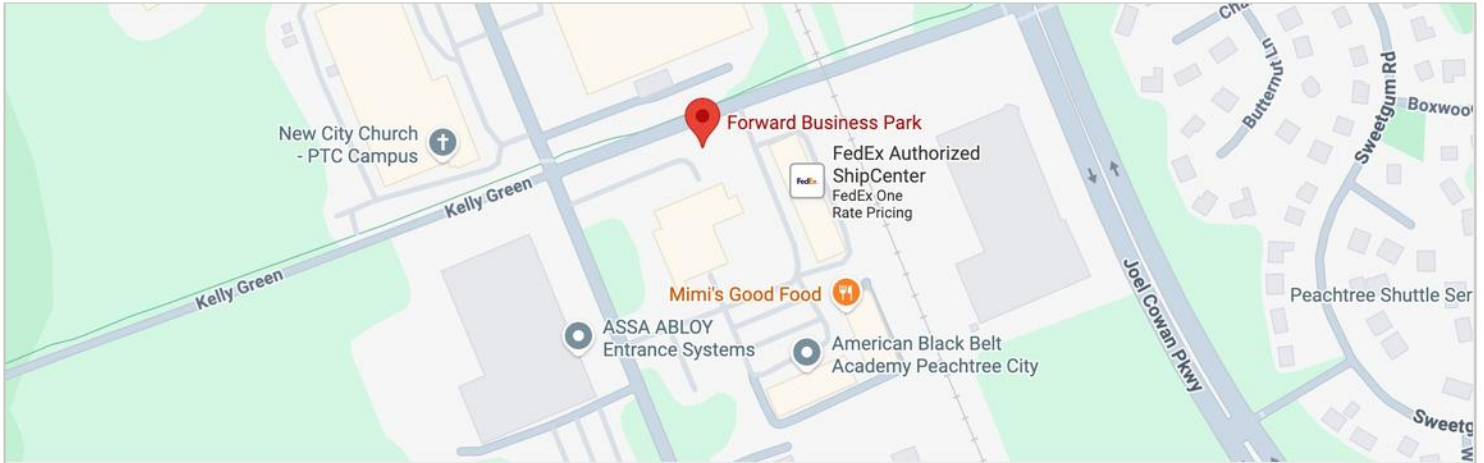 Butternut Ln
Sweetgum Rd
New City Church
- PTC Campus
Forward Business Park
FedEx Authorized
ShipCenter
FedEx One
Rate Pricing
FedEx
Kelly Green
Kelly Green
Mimi's Good Food
ASSA ABLOY
Entrance Systems
American Black Belt
Academy Peachtree City
Joel Cowan Pkwy
Peachtree Shuttle Ser
Boxwoo
Sweetg